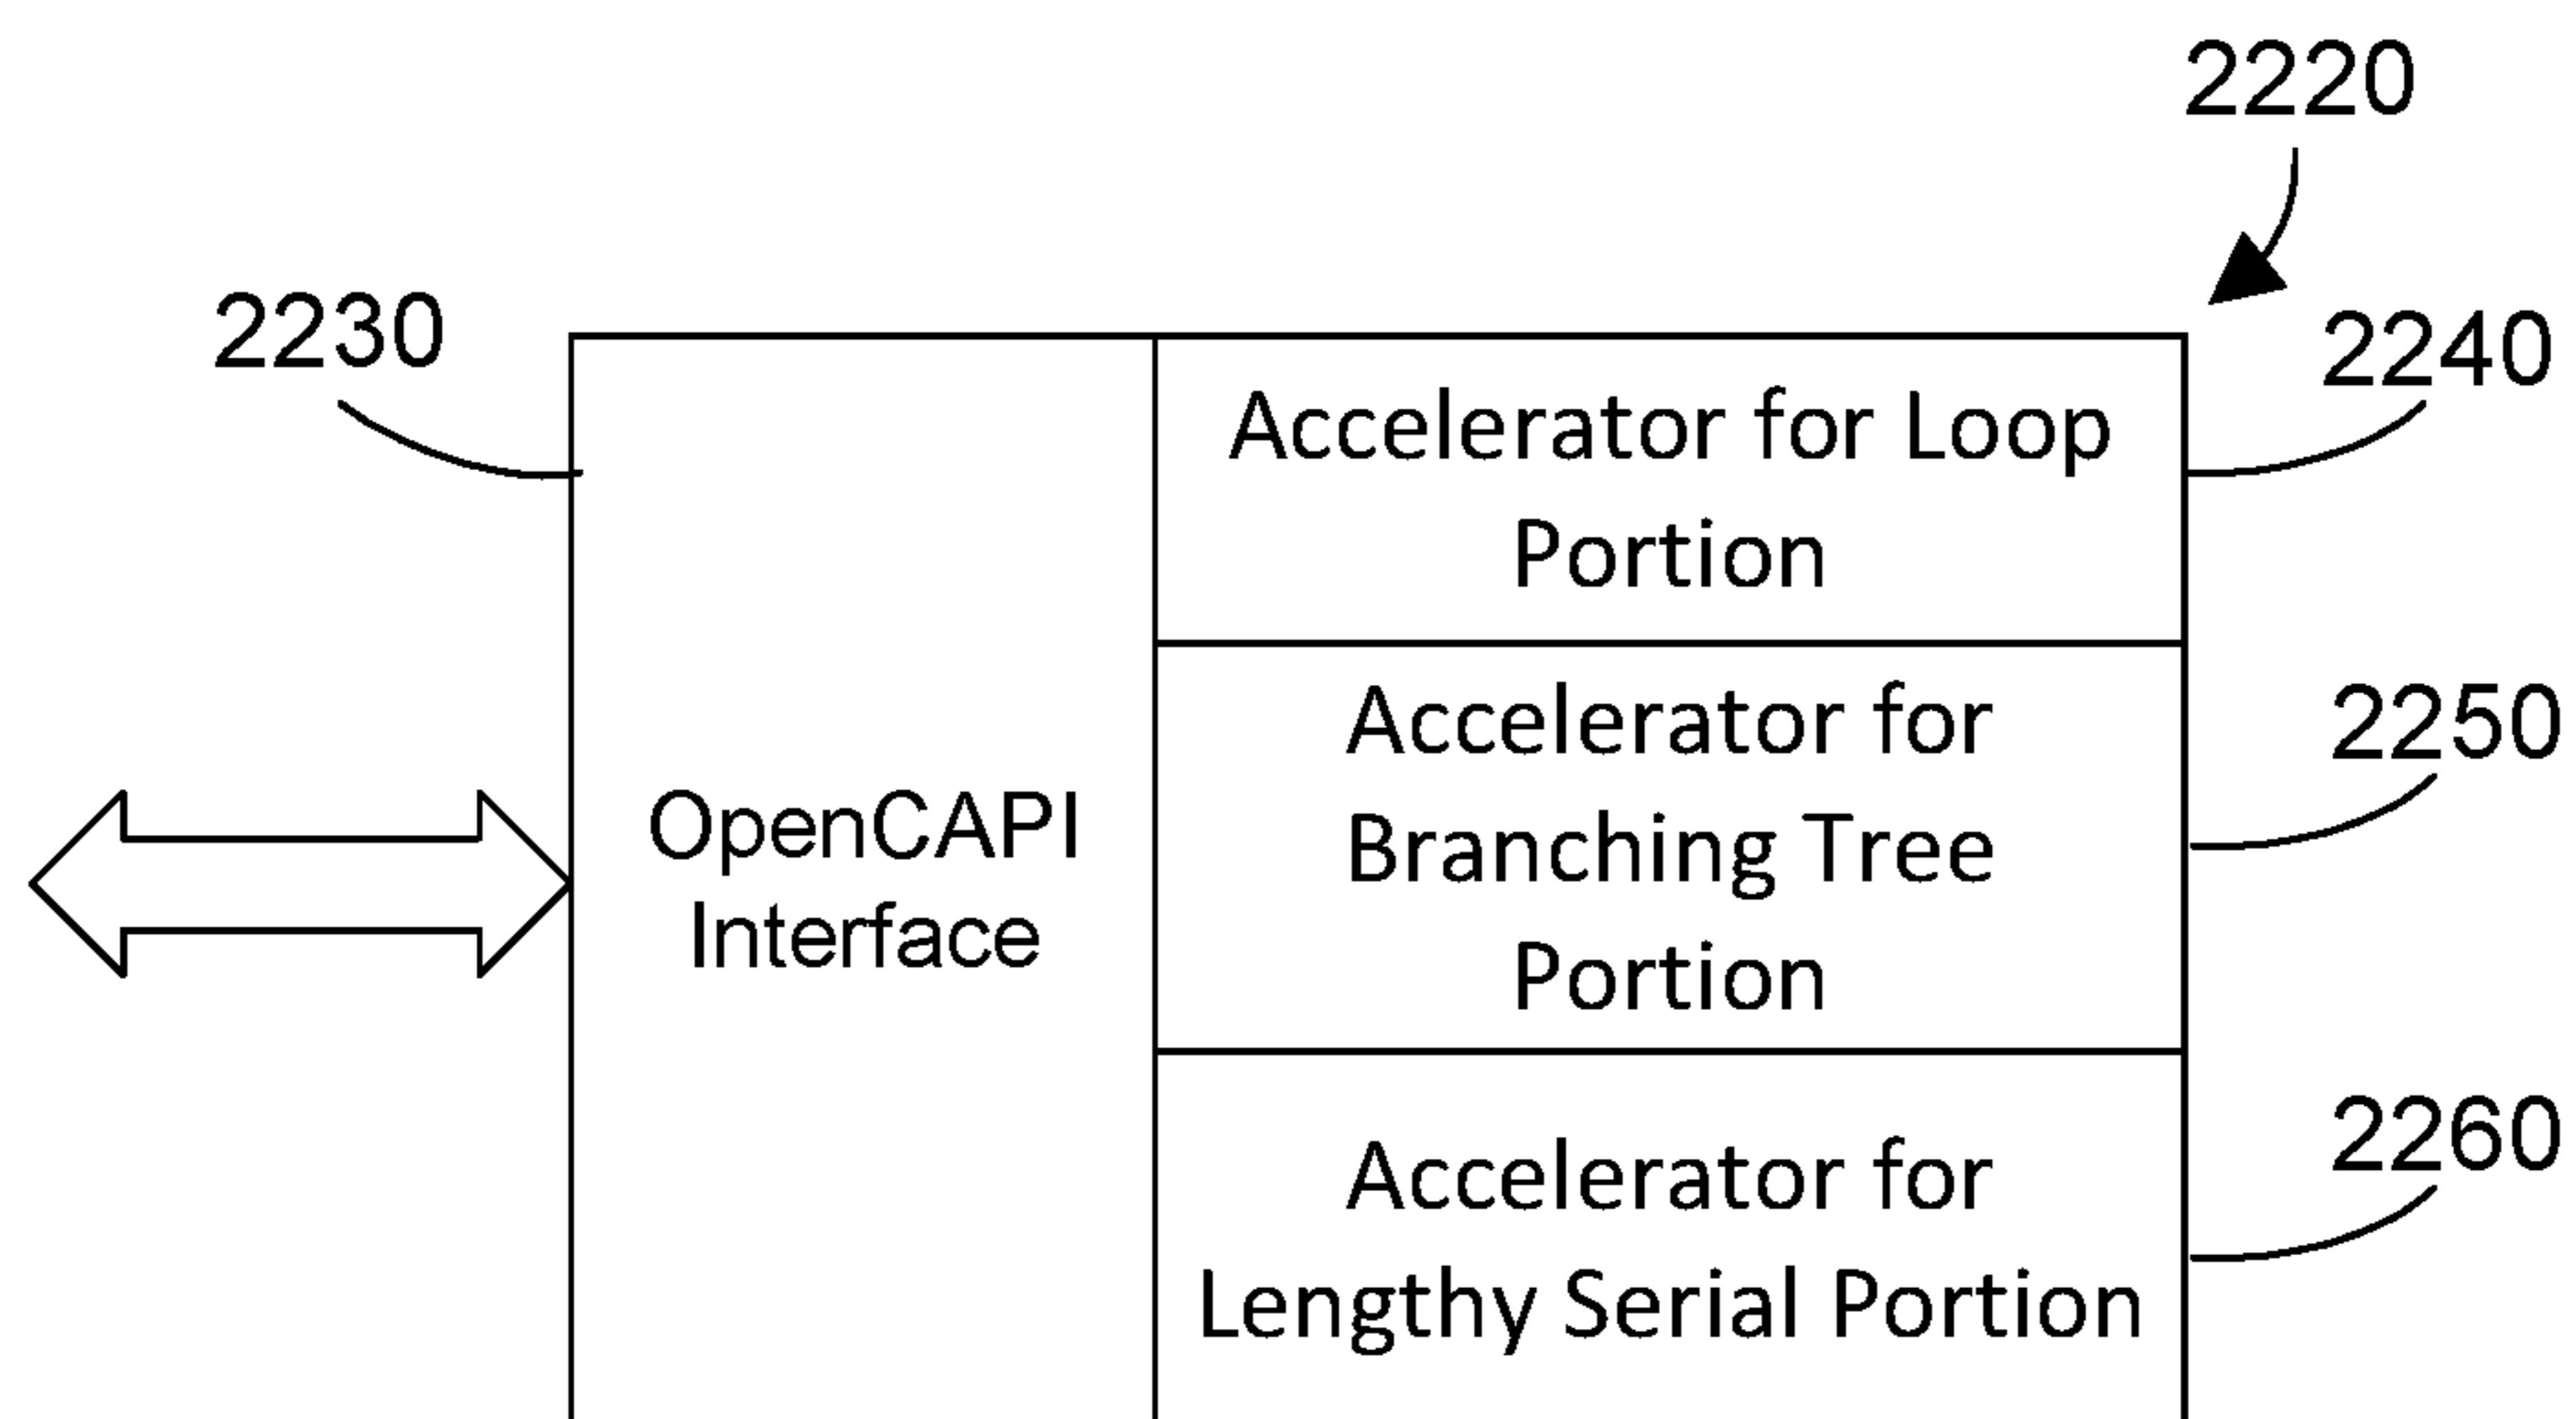 2220
2230
2240
Accelerator for Loop
Portion
2250
Accelerator for
Branching Tree
Portion
OpenCAPI
Interface
2260
Accelerator for
Lengthy Serial Portion